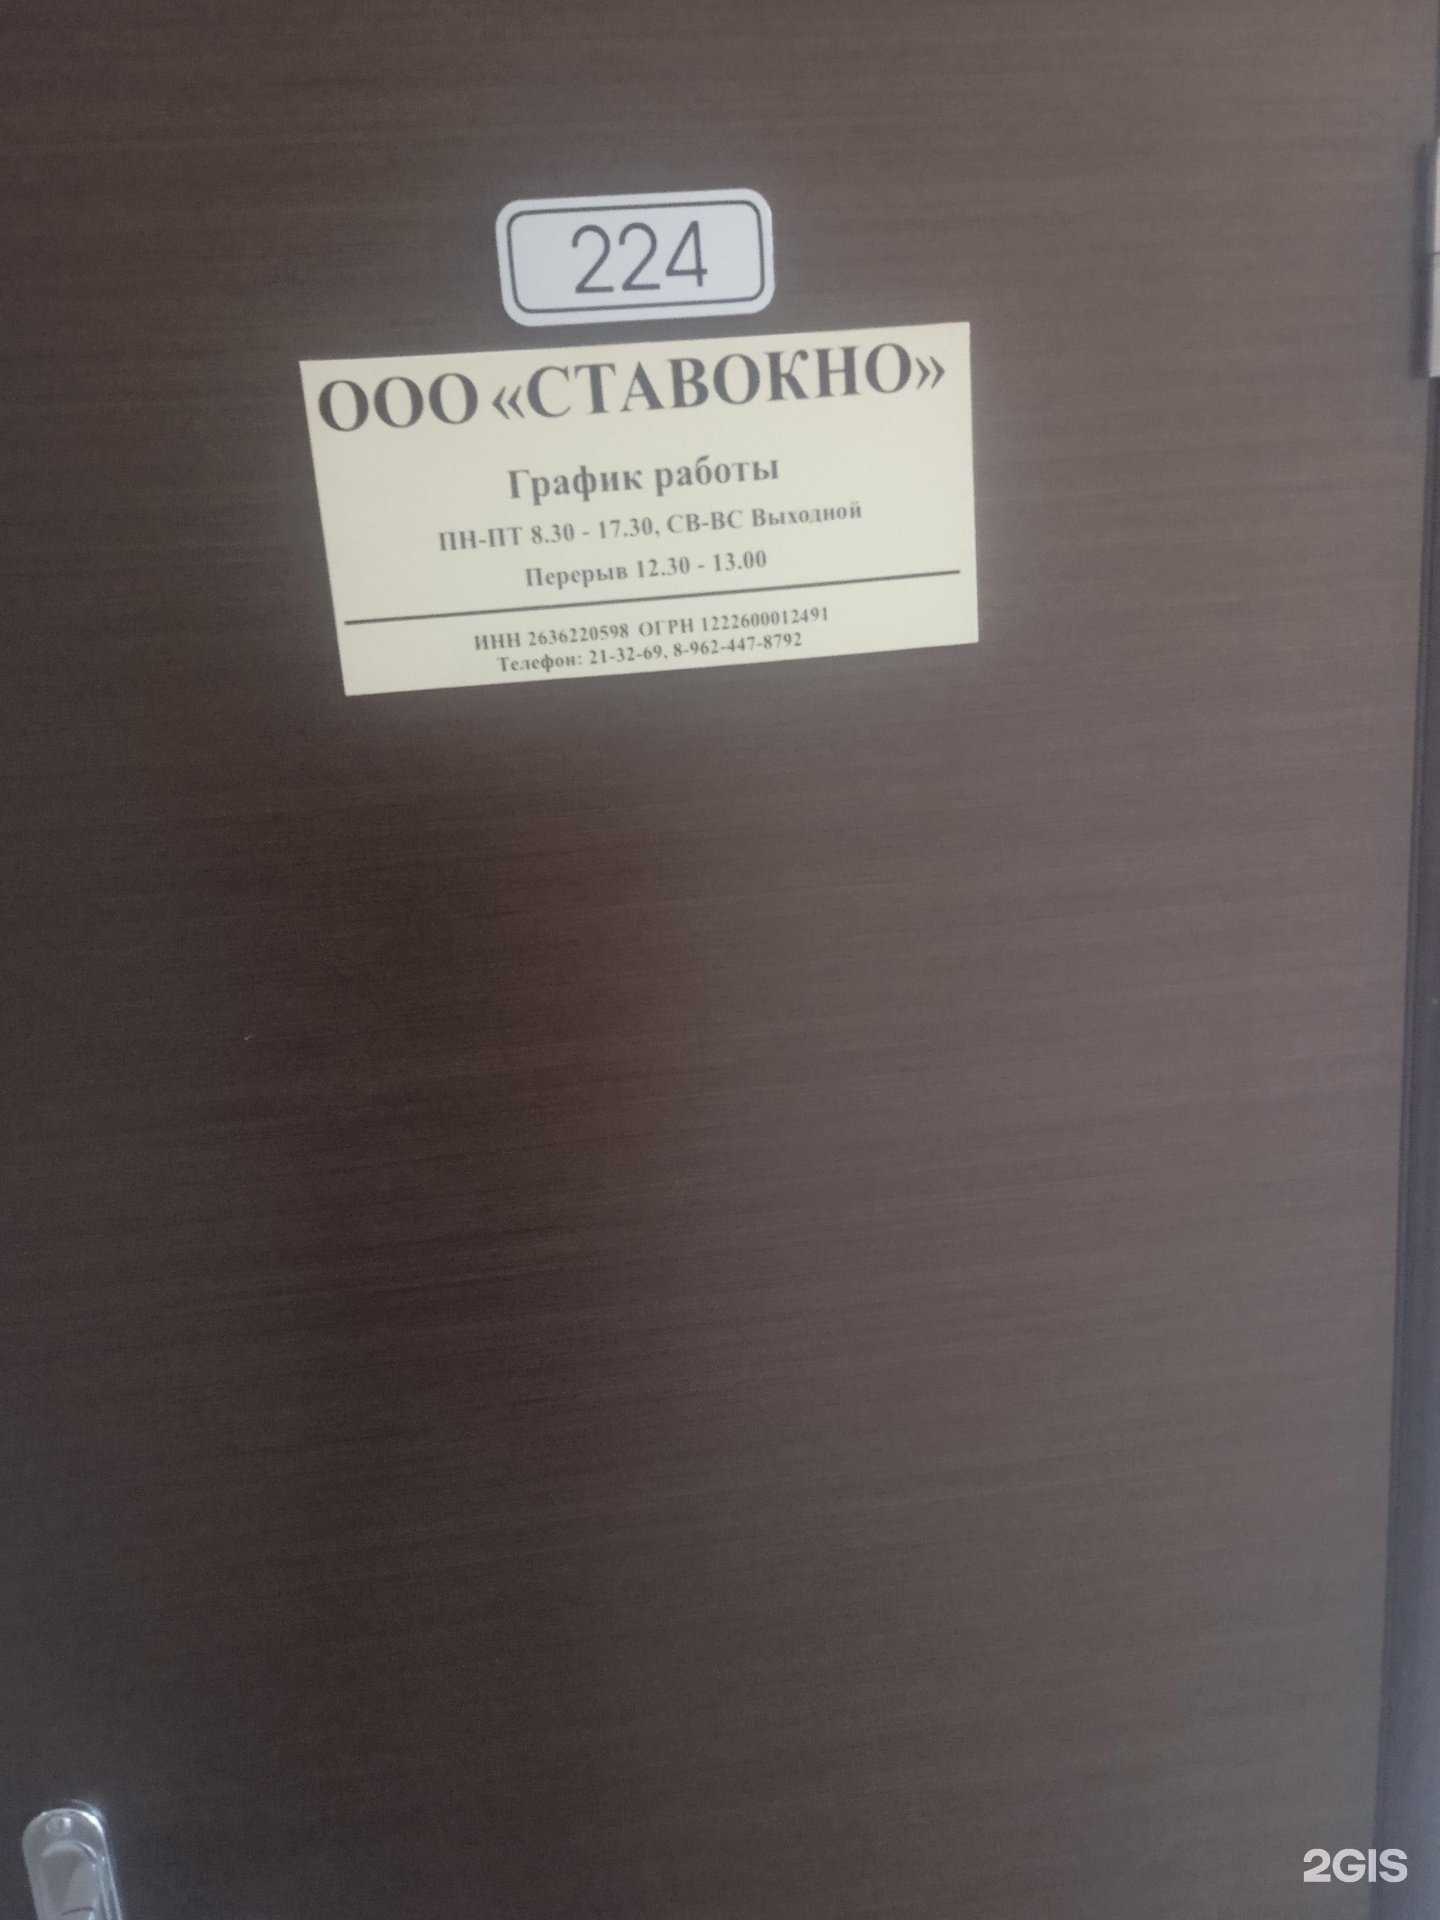 224
ООО «СТАВОКНО»
График работы
ПН-ПТ 8.30 - 17.30, СВ-ВС Выходной
Перерыв 12.30 - 13.00
ИНН 2636220598 ОГРН 1222600012491
Телефон: 21-32-69, 8-962-447-8792
2GIS